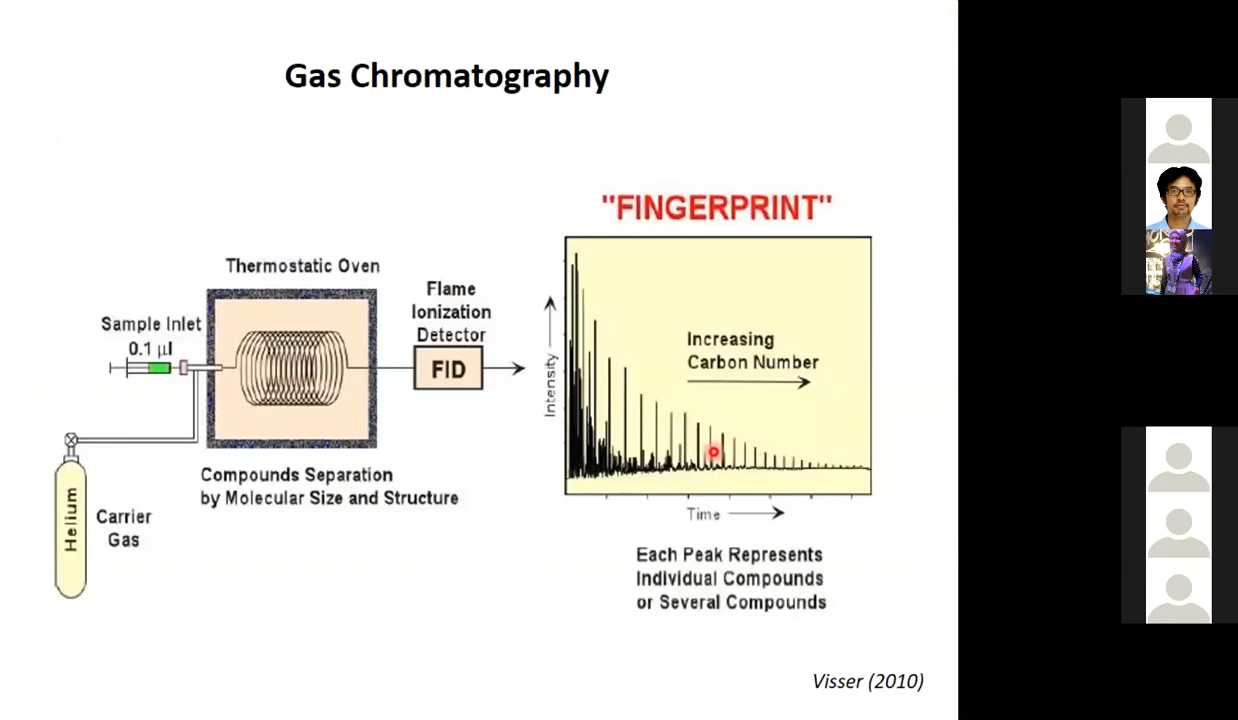 Gas Chromatography
"FINGERPRINT"
Thermostatic Oven
Flame
Ionization
Detector
Sample Inlet
0.1 µl
FID
Increasing
Carbon Number
Intensity
Compounds Separation
by Molecular Size and Structure
Helium
Carrier
Gas
Time
Each Peak Represents
Individual Compounds
or Several Compounds
Visser (2010)